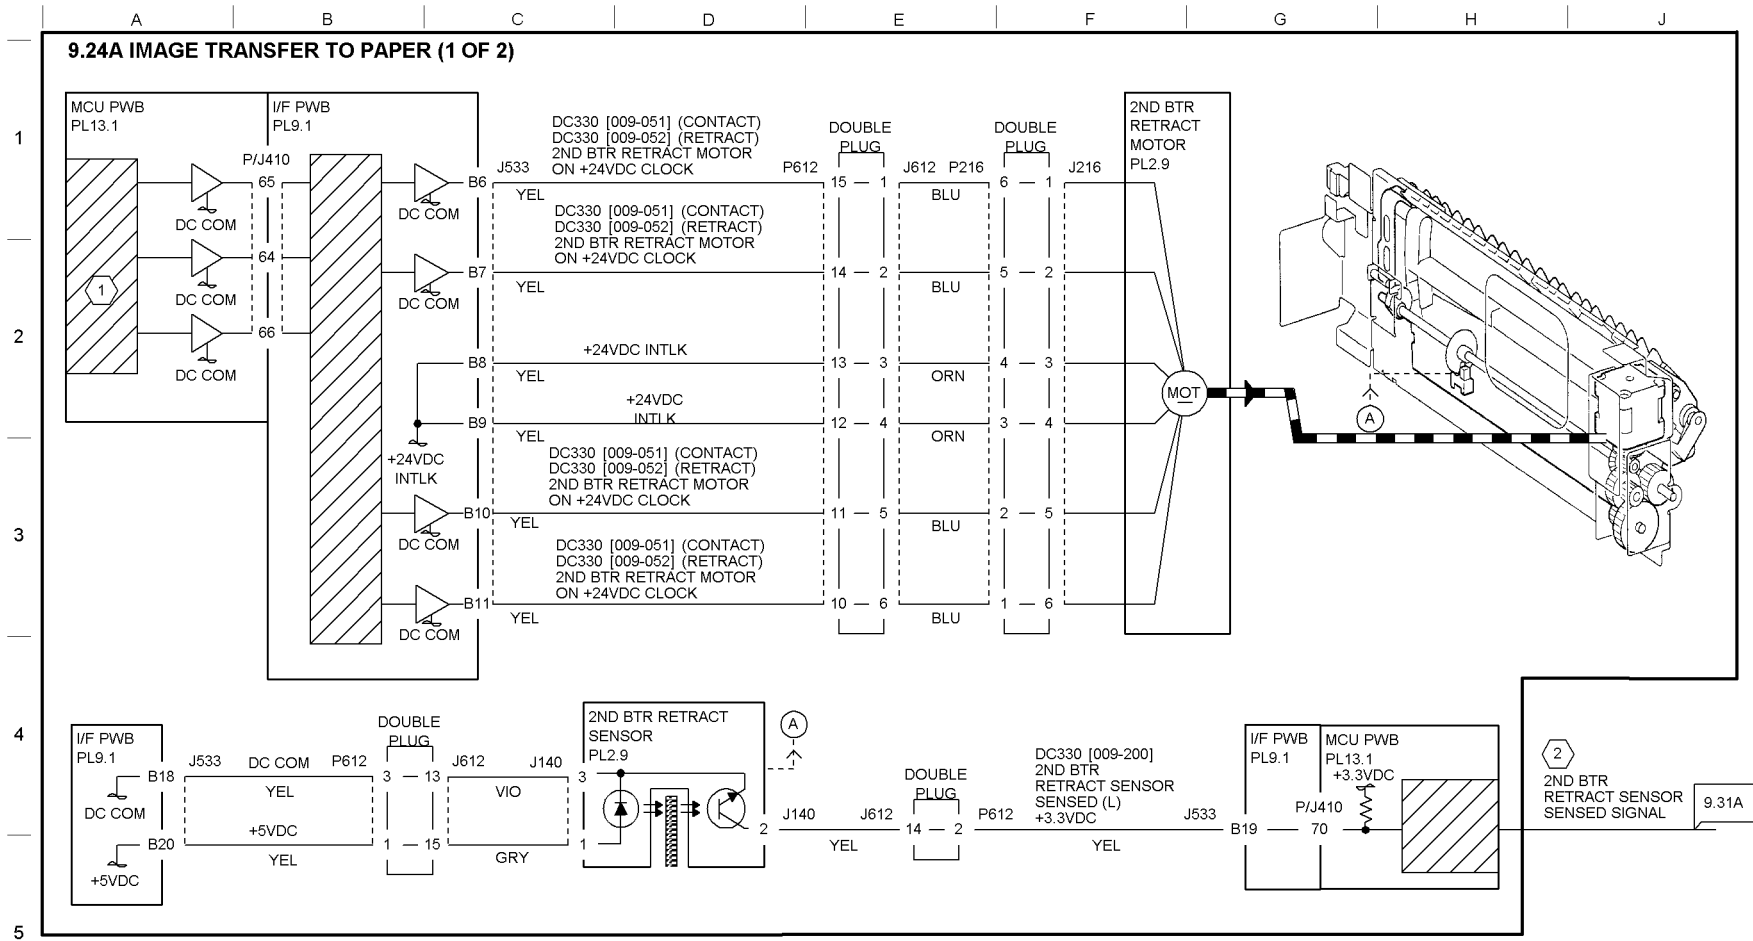 A B C D E F G H J
9.24A IMAGE TRANSFER TO PAPER (1 OF 2)
1
MCU PWB
PL13.1
I/F PWB
PL9.1
P/J410
65
64
66
1
DC COM
DC COM
DC COM
DC COM
DC COM
+24VDC
INTLK
DC COM
DC COM
J533
B6
B7
B8
B9
B10
B11
DC330 [009-051] (CONTACT)
DC330 [009-052] (RETRACT)
2ND BTR RETRACT MOTOR
ON +24VDC CLOCK
YEL
DC330 [009-051] (CONTACT)
DC330 [009-052] (RETRACT)
2ND BTR RETRACT MOTOR
ON +24VDC CLOCK
YEL
+24VDC INTLK
YEL
+24VDC
INTLK
YEL
DC330 [009-051] (CONTACT)
DC330 [009-052] (RETRACT)
2ND BTR RETRACT MOTOR
ON +24VDC CLOCK
YEL
DC330 [009-051] (CONTACT)
DC330 [009-052] (RETRACT)
2ND BTR RETRACT MOTOR
ON +24VDC CLOCK
YEL
DOUBLE
PLUG
P612
J612
15 1
14 2
13 3
12 4
11 5
10 6
BLU
BLU
ORN
ORN
BLU
BLU
DOUBLE
PLUG
P216
J216
6 1
5 2
4 3
3 4
2 5
1 6
2ND BTR
RETRACT
MOTOR
PL2.9
MOT
A
2
3
4
I/F PWB
PL9.1
B18
DC COM
B20
+5VDC
J533
DC COM
YEL
+5VDC
YEL
P612
DOUBLE
PLUG
3 13
1 15
J612
VIO
GRY
J140
3
1
2ND BTR RETRACT
SENSOR
PL2.9
A
2
J140
YEL
J612
DOUBLE
PLUG
14 2
P612
DC330 [009-200]
2ND BTR
RETRACT SENSOR
SENSED (L)
+3.3VDC
YEL
J533
I/F PWB
PL9.1
B19
P/J410
70
MCU PWB
PL13.1
+3.3VDC
2
2ND BTR
RETRACT SENSOR
SENSED SIGNAL
9.31A
5